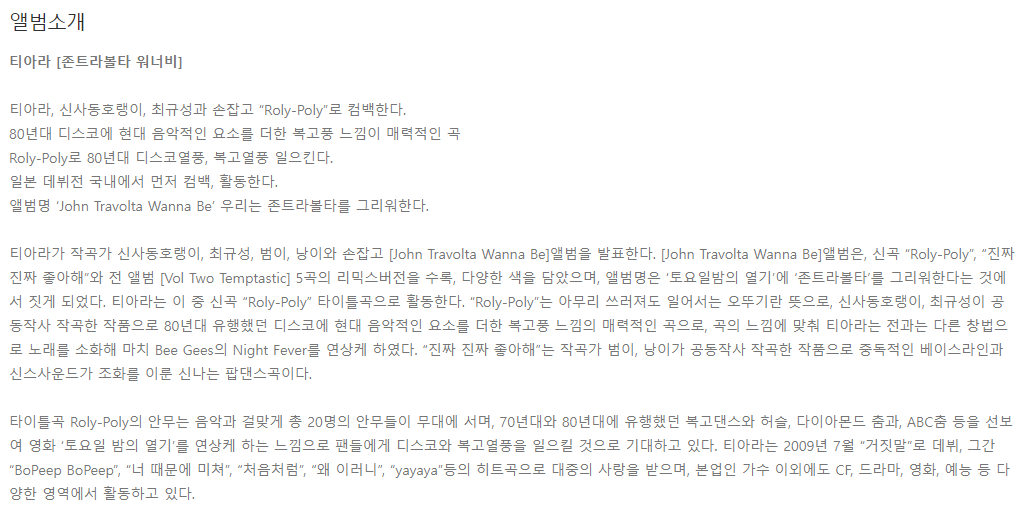 앨범소개
티아라 [존트라볼타 워너비]
티아라, 신사동호랭이, 최규성과 손잡고 “Roly-Poly”로 컴백한다.
80년대 디스코에 현대 음악적인 요소를 더한 복고풍 느낌이 매력적인 곡
Roly-Poly로 80년대 디스코열풍, 복고열풍 일으킨다.
일본 데뷔전 국내에서 먼저 컴백, 활동한다.
앨범명 ‘John Travolta Wanna Be’ 우리는 존트라볼타를 그리워한다.
티아라가 작곡가 신사동호랭이, 최규성, 범이, 낭이와 손잡고 [John Travolta Wanna Be]앨범을 발표한다. [John Travolta Wanna Be]앨범은, 신곡 “Roly-Poly”, “진짜
진짜 좋아해”와 전 앨범 [Vol Two Temptastic] 5곡의 리믹스버전을 수록, 다양한 색을 담았으며, 앨범명은 ‘토요일밤의 열기’에 ‘존트라볼타’를 그리워한다는 것에
서 짓게 되었다. 티아라는 이 중 신곡 “Roly-Poly” 타이틀곡으로 활동한다. “Roly-Poly”는 아무리 쓰러져도 일어서는 오뚜기란 뜻으로, 신사동호랭이, 최규성이 공
동작사 작곡한 작품으로 80년대 유행했던 디스코에 현대 음악적인 요소를 더한 복고풍 느낌의 매력적인 곡으로, 곡의 느낌에 맞춰 티아라는 전과는 다른 창법으
로 노래를 소화해 마치 Bee Gees의 Night Fever를 연상케 하였다. “진짜 진짜 좋아해”는 작곡가 범이, 낭이가 공동작사 작곡한 작품으로 중독적인 베이스라인과
신스사운드가 조화를 이룬 신나는 팝댄스곡이다.
타이틀곡 Roly-Poly의 안무는 음악과 걸맞게 총 20명의 안무들이 무대에 서며, 70년대와 80년대에 유행했던 복고댄스와 허슬, 다이아몬드 춤과, ABC춤 등을 선보
여 영화 ‘토요일 밤의 열기’를 연상케 하는 느낌으로 팬들에게 디스코와 복고열풍을 일으킬 것으로 기대하고 있다. 티아라는 2009년 7월 “거짓말”로 데뷔, 그간
“BoPeep BoPeep”, “너 때문에 미쳐”, “처음처럼”, “왜 이러니”, “yayaya”등의 히트곡으로 대중의 사랑을 받으며, 본업인 가수 이외에도 CF, 드라마, 영화, 예능 등 다
양한 영역에서 활동하고 있다.